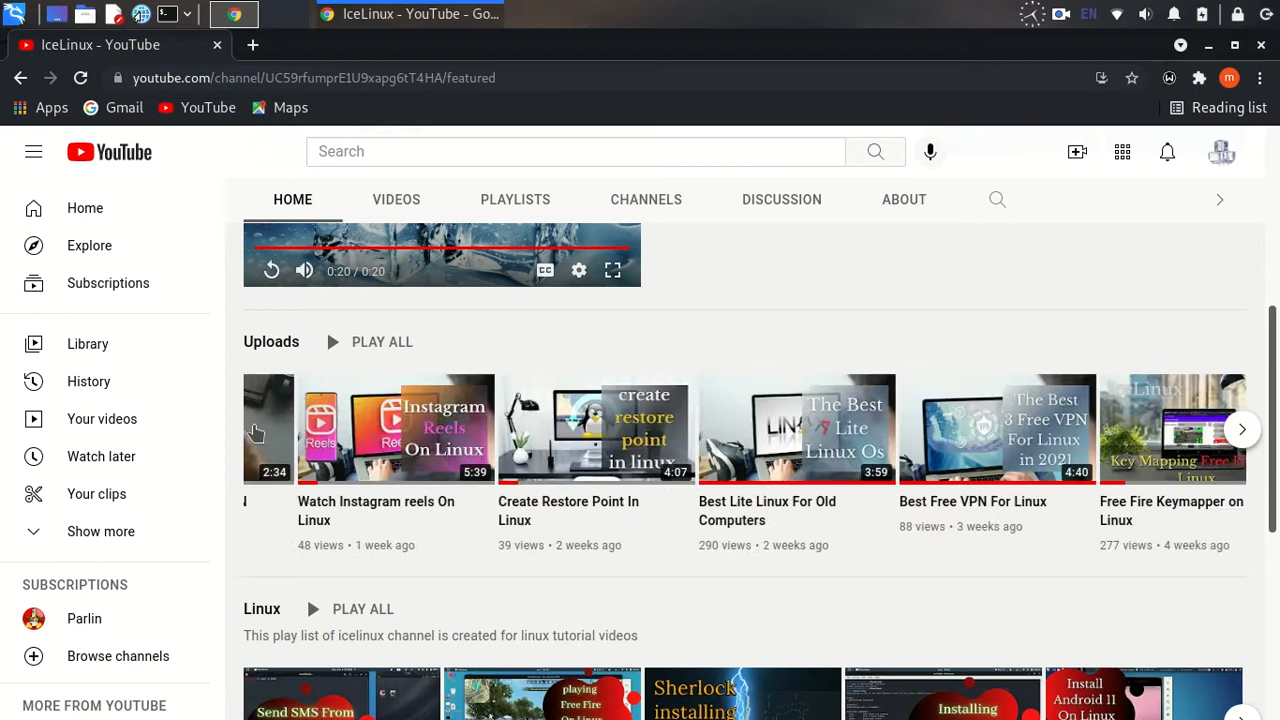 IceLinux - YouTube - Go...
EN
IceLinux - YouTube
youtube.com/channel/UC59rfumprE1U9xapg6tT4HA/featured
m
Apps Gmail YouTube Maps
Reading list
YouTube
Search
HOME VIDEOS PLAYLISTS CHANNELS DISCUSSION ABOUT
Home
Explore
Subscriptions
Library
History
Your videos
Watch later
Your clips
Show more
SUBSCRIPTIONS
Parlin
Browse channels
MORE FROM YOUTUBE
0:20 / 0:20
CC
Uploads PLAY ALL
2:34
Reels
Instagram
Reels
On Linux
5:39
Watch Instagram reels On
Linux
48 views • 1 week ago
create
restore
point
in linux
4:07
Create Restore Point In
Linux
39 views • 2 weeks ago
The Best
7 Lite
Linux Os
3:59
Best Lite Linux For Old
Computers
290 views • 2 weeks ago
The Best
3 Free VPN
For Linux
in 2021
4:40
Best Free VPN For Linux
88 views • 3 weeks ago
Key Mapping Free
Linux
Free Fire Keymapper on
Linux
277 views • 4 weeks ago
Linux PLAY ALL
This play list of icelinux channel is created for linux tutorial videos
Send SMS From
playing
Free Fire
On Linux
Sherlock
installing
Installing
Install
Android 11
On Linux